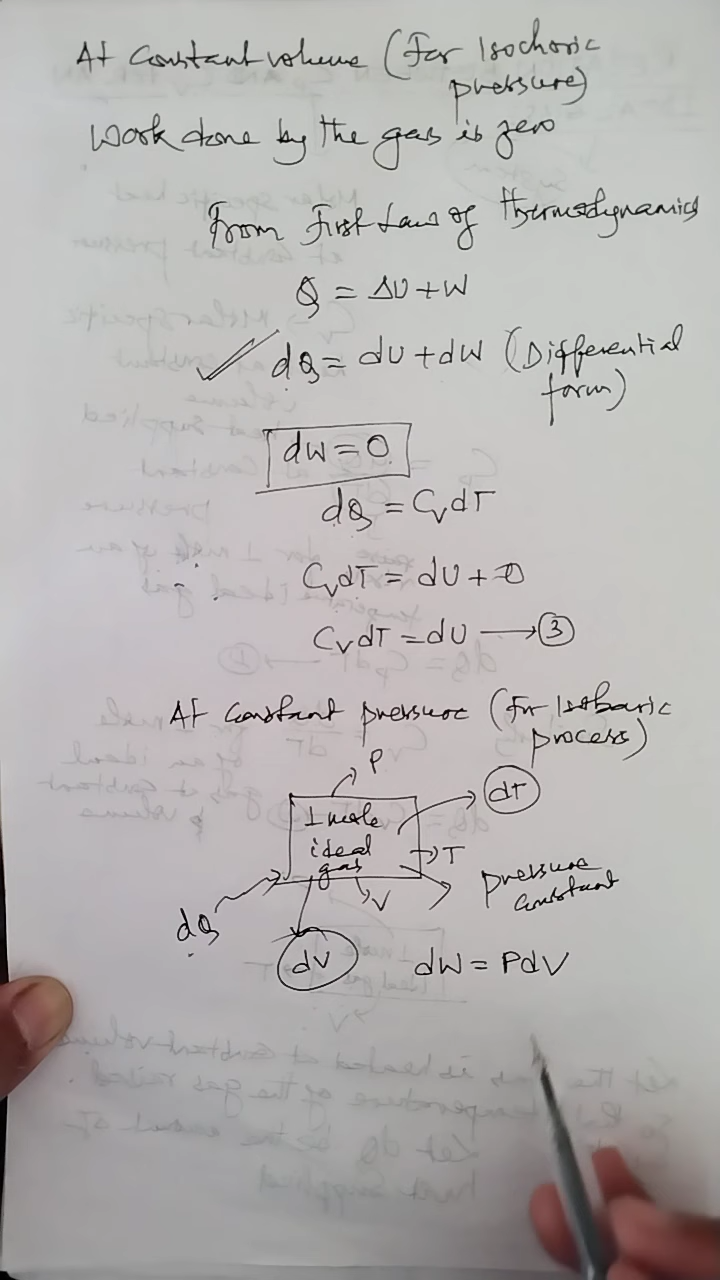 At constant volume (For Isochoric
pressure)
Work done by the gas is zero
From First Law of thermodynamics
Q = ΔU + W
dQ = dU + dW (Differential
form)
dW = 0
dQ = CvdT
CvdT = dU + 0
CvdT = dU → ③
At constant pressure (For Isobaric
process)
P
1 mole
ideal
gas
dT
T
V
pressure
constant
dQ
dV
dW = PdV